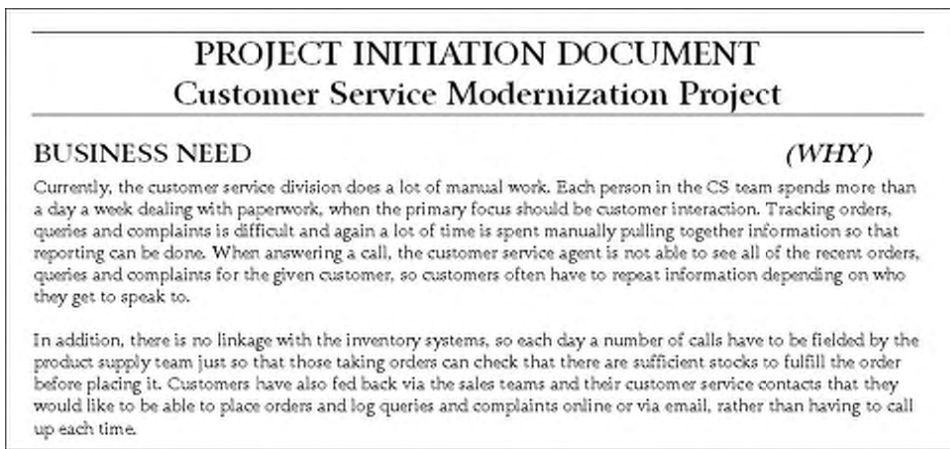 PROJECT INITIATION DOCUMENT
Customer Service Modernization Project
BUSINESS NEED (WHY)
Currently, the customer service division does a lot of manual work. Each person in the CS team spends more than
a day a week dealing with paperwork, when the primary focus should be customer interaction. Tracking orders,
queries and complaints is difficult and again a lot of time is spent manually pulling together information so that
reporting can be done. When answering a call, the customer service agent is not able to see all of the recent orders,
queries and complaints for the given customer, so customers often have to repeat information depending on who
they get to speak to.
In addition, there is no linkage with the inventory systems, so each day a number of calls have to be fielded by the
product supply team just so that those taking orders can check that there are sufficient stocks to fulfill the order
before placing it. Customers have also fed back via the sales teams and their customer service contacts that they
would like to be able to place orders and log queries and complaints online or via email, rather than having to call
up each time.